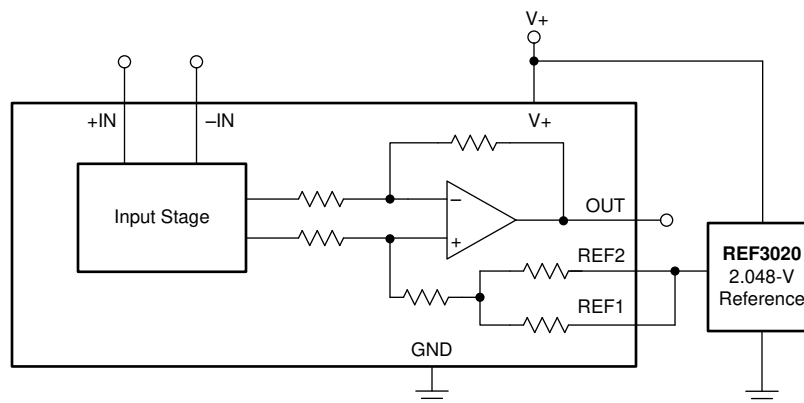 V+
+IN
–IN
V+
Input Stage
–
+
OUT
REF2
REF1
GND
REF3020
2.048-V
Reference